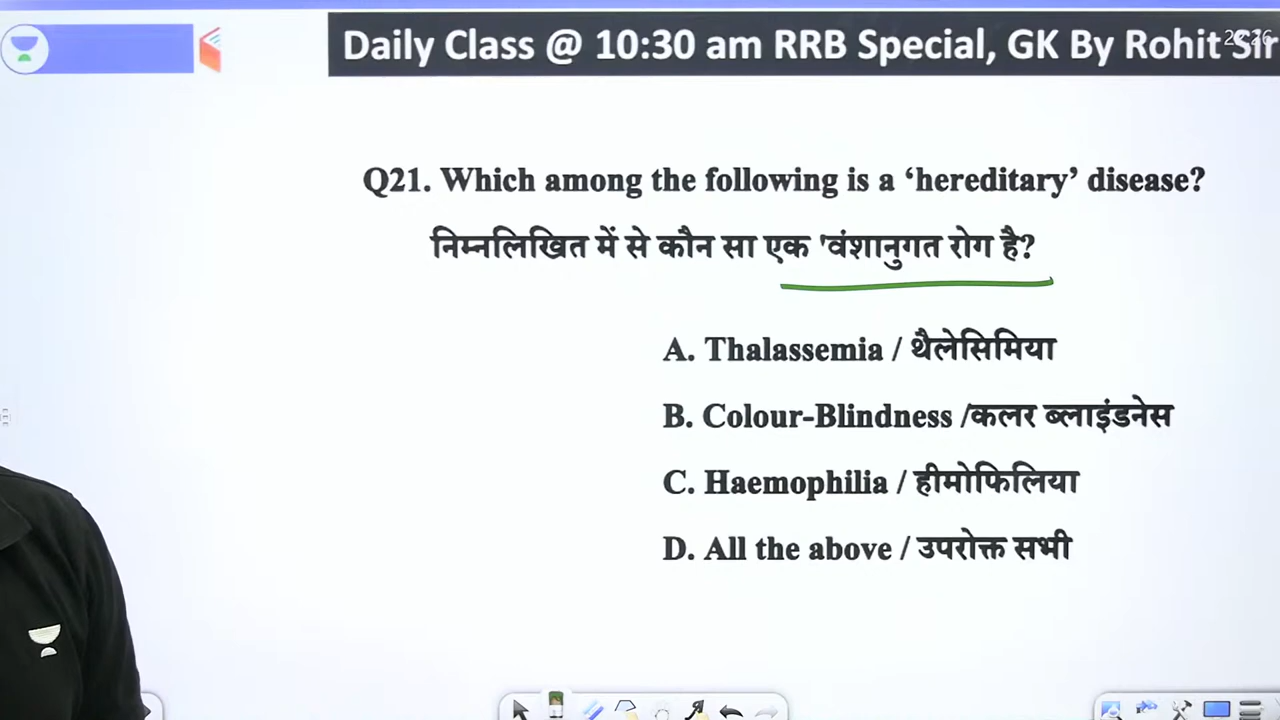 Daily Class @ 10:30 am RRB Special, GK By Rohit Sir
Q21. Which among the following is a ‘hereditary’ disease?
निम्नलिखित में से कौन सा एक 'वंशानुगत रोग है?
A. Thalassemia / थैलेसिमिया
B. Colour-Blindness /कलर ब्लाइंडनेस
C. Haemophilia / हीमोफिलिया
D. All the above / उपरोक्त सभी